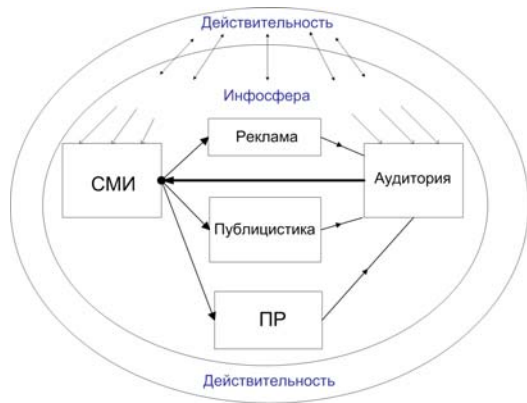 Действительность
Инфосфера
Реклама
СМИ
Аудитория
Публицистика
ПР
Действительность